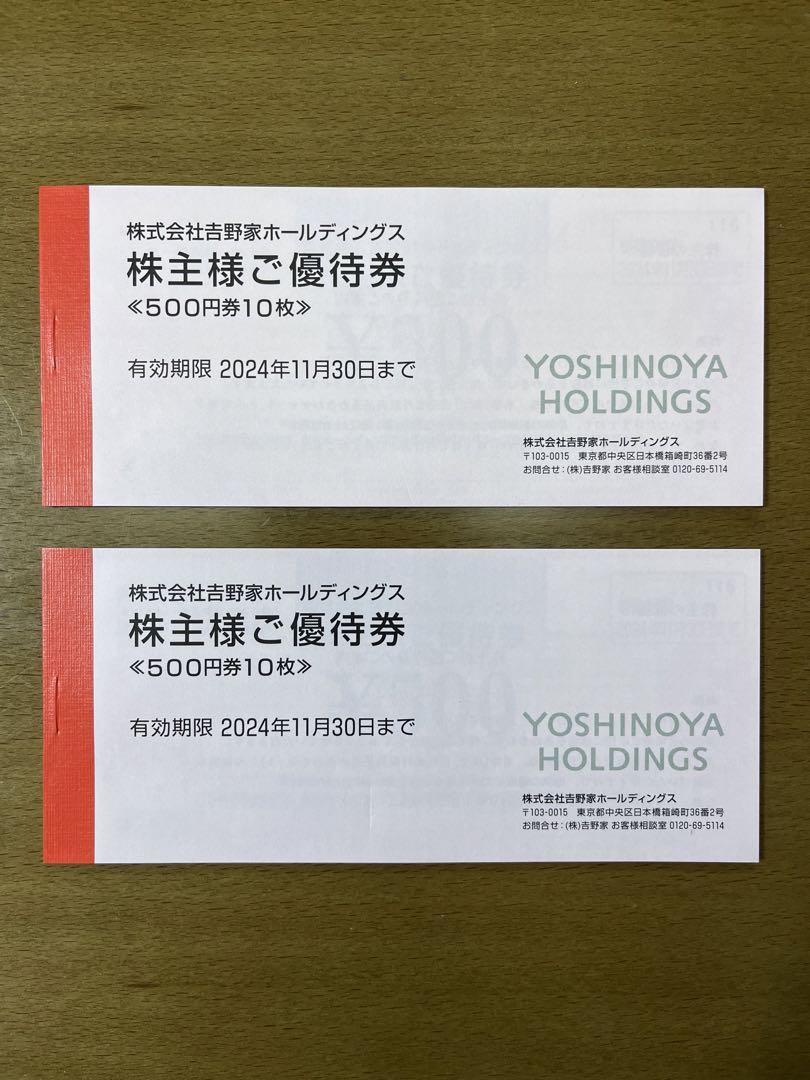 株式会社𠮷野家ホールディングス
株主様ご優待券
≪500円券10枚≫
有効期限 2024年11月30日まで
YOSHINOYA
HOLDINGS
株式会社𠮷野家ホールディングス
〒103-0015 東京都中央区日本橋箱崎町36番2号
お問合せ:(株)𠮷野家 お客様相談室 0120-69-5114
株式会社𠮷野家ホールディングス
株主様ご優待券
≪500円券10枚≫
有効期限 2024年11月30日まで
YOSHINOYA
HOLDINGS
株式会社𠮷野家ホールディングス
〒103-0015 東京都中央区日本橋箱崎町36番2号
お問合せ:(株)𠮷野家 お客様相談室 0120-69-5114